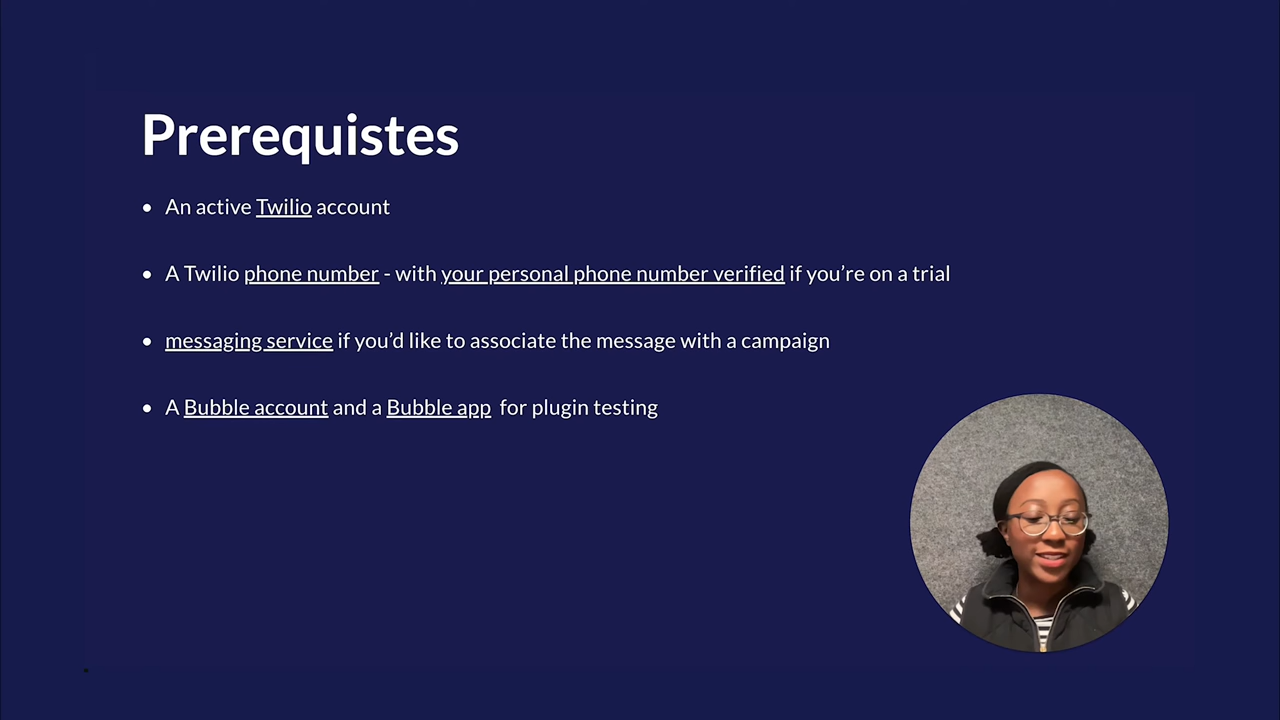 Prerequistes
• An active Twilio account
• A Twilio phone number - with your personal phone number verified if you’re on a trial
• messaging service if you’d like to associate the message with a campaign
• A Bubble account and a Bubble app for plugin testing